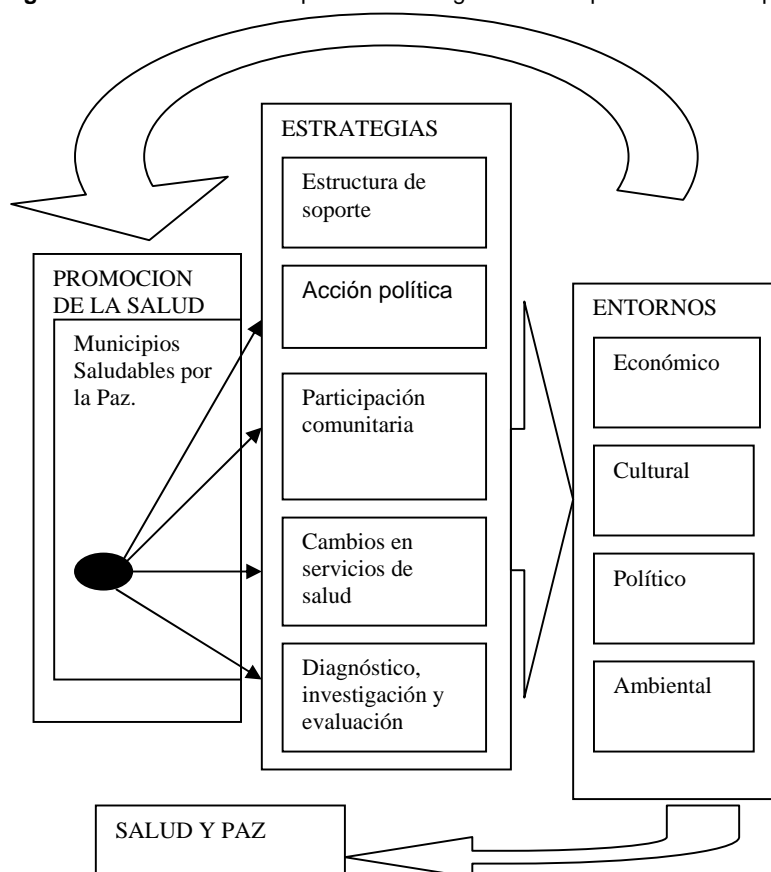 ESTRATEGIAS
Estructura de
soporte
Acción política
Participación
comunitaria
Cambios en
servicios de
salud
Diagnóstico,
investigación y
evaluación
PROMOCION
DE LA SALUD
Municipios
Saludables por
la Paz.
ENTORNOS
Económico
Cultural
Político
Ambiental
SALUD Y PAZ